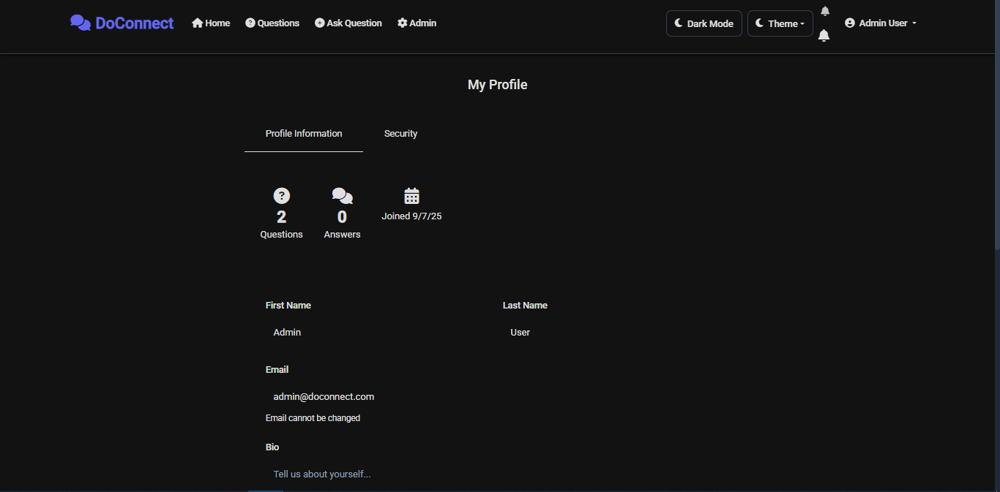 DoConnect Home Questions Ask Question Admin Dark Mode Theme Admin User
My Profile
Profile Information Security
2 0 Joined 9/7/25
Questions Answers
First Name Last Name
Admin User
Email
admin@doconnect.com
Email cannot be changed
Bio
Tell us about yourself...